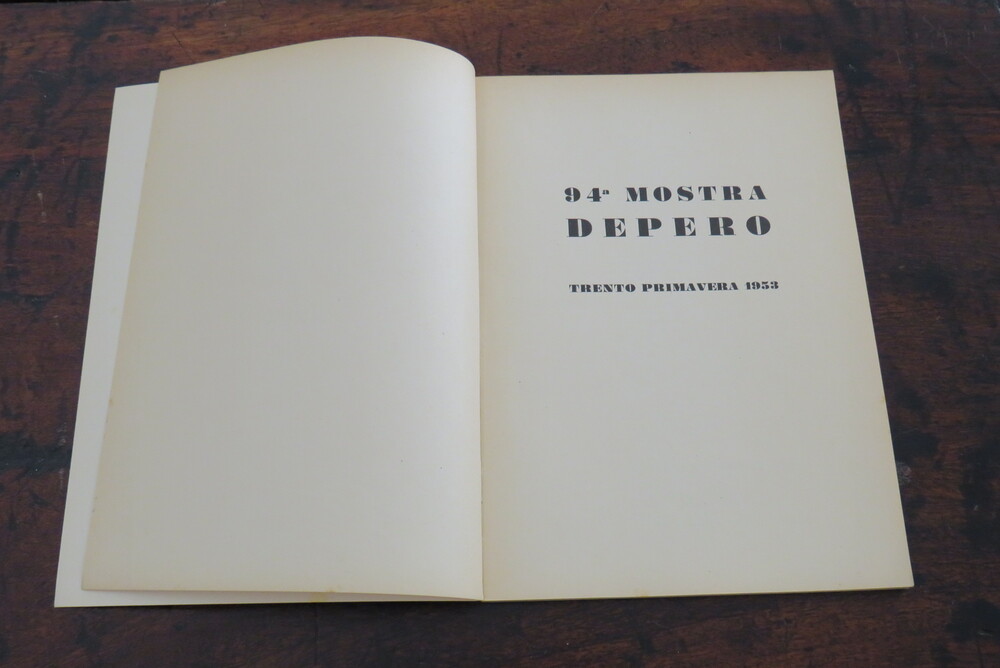 94ª MOSTRA
DEPERO
TRENTO PRIMAVERA 1953